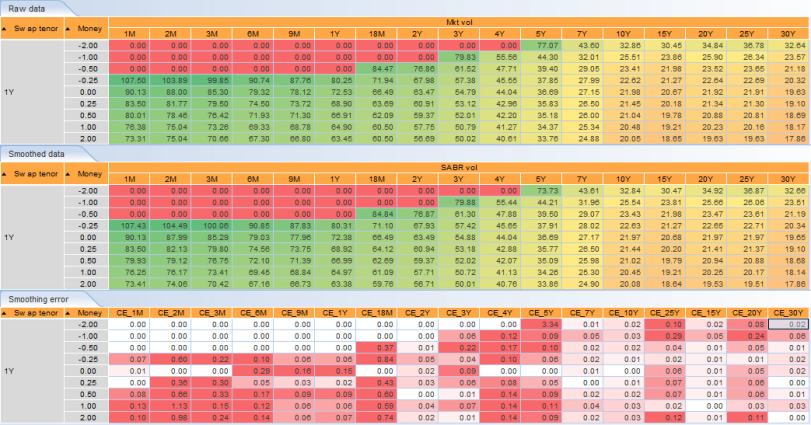 Raw data
Swap tenor Money Mkt vol
1M 2M 3M 6M 9M 1Y 18M 2Y 3Y 4Y 5Y 7Y 10Y 15Y 20Y 25Y 30Y
-2.00 0.00 0.00 0.00 0.00 0.00 0.00 0.00 0.00 0.00 0.00 77.07 43.60 32.86 30.45 34.84 36.78 32.64
-1.00 0.00 0.00 0.00 0.00 0.00 0.00 0.00 0.00 79.83 55.56 44.30 32.01 25.51 23.86 25.90 26.34 23.57
-0.50 0.00 0.00 0.00 0.00 0.00 0.00 84.47 76.86 61.52 47.71 39.40 29.05 23.41 21.98 23.52 23.65 21.18
-0.25 107.50 103.89 99.85 90.74 87.76 80.25 71.94 67.98 57.38 45.55 37.85 27.99 22.62 21.27 22.64 22.69 20.32
1Y 0.00 90.13 88.00 85.30 79.32 78.12 72.53 66.49 63.47 54.79 44.04 36.69 27.15 21.98 20.67 21.92 21.91 19.63
0.25 83.50 81.77 79.50 74.50 73.72 68.90 63.69 60.91 53.12 42.96 35.83 26.50 21.45 20.18 21.34 21.30 19.10
0.50 80.01 78.46 76.42 71.93 71.30 66.91 62.09 59.37 52.01 42.20 35.18 26.00 21.04 19.78 20.88 20.81 18.69
1.00 76.38 75.04 73.26 69.33 68.78 64.90 60.50 57.75 50.79 41.27 34.37 25.34 20.48 19.21 20.23 20.16 18.17
2.00 73.31 75.04 70.66 67.30 66.80 63.45 60.50 56.69 50.02 40.61 33.76 24.88 20.05 18.65 19.63 19.63 17.86
Smoothed data
Swap tenor Money SABR vol
1M 2M 3M 6M 9M 1Y 18M 2Y 3Y 4Y 5Y 7Y 10Y 15Y 20Y 25Y 30Y
-2.00 0.00 0.00 0.00 0.00 0.00 0.00 0.00 0.00 0.00 0.00 73.73 43.61 32.84 30.47 34.92 36.87 32.66
-1.00 0.00 0.00 0.00 0.00 0.00 0.00 0.00 0.00 79.88 55.44 44.21 31.96 25.54 23.81 25.66 26.06 23.51
-0.50 0.00 0.00 0.00 0.00 0.00 0.00 84.84 76.87 61.30 47.88 39.50 29.07 23.43 21.98 23.47 23.61 21.19
-0.25 107.43 104.49 100.06 90.85 87.83 80.31 71.10 67.93 57.42 45.65 37.91 28.02 22.63 21.27 22.65 22.71 20.34
1Y 0.00 90.13 87.99 85.29 79.03 77.96 72.38 66.49 63.49 54.88 44.04 36.69 27.17 21.97 20.68 21.97 21.97 19.65
0.25 83.50 82.13 79.80 74.56 73.75 68.92 64.12 60.94 53.18 42.88 35.77 26.50 21.44 20.20 21.41 21.37 19.10
0.50 79.93 79.12 76.75 72.10 71.39 66.99 62.69 59.37 52.02 42.07 35.09 25.98 21.02 19.79 20.94 20.88 18.68
1.00 76.25 76.17 73.41 69.45 68.84 64.97 61.09 57.71 50.72 41.13 34.26 25.30 20.45 19.21 20.25 20.17 18.14
2.00 73.41 74.06 70.42 67.16 66.73 63.38 59.76 56.71 50.01 40.76 33.86 24.90 20.08 18.64 19.53 19.51 17.86
Smoothing error
Swap tenor Money CE_1M CE_2M CE_3M CE_6M CE_9M CE_1Y CE_18M CE_2Y CE_3Y CE_4Y CE_5Y CE_7Y CE_10Y CE_25Y CE_15Y CE_20Y CE_30Y
-2.00 0.00 0.00 0.00 0.00 0.00 0.00 0.00 0.00 0.00 0.00 3.34 0.01 0.02 0.10 0.02 0.08 0.02
-1.00 0.00 0.00 0.00 0.00 0.00 0.00 0.00 0.00 0.06 0.12 0.09 0.05 0.03 0.29 0.05 0.24 0.06
-0.50 0.00 0.00 0.00 0.00 0.00 0.00 0.37 0.01 0.22 0.17 0.10 0.02 0.02 0.04 0.01 0.05 0.01
-0.25 0.07 0.60 0.22 0.10 0.06 0.06 0.84 0.05 0.04 0.10 0.06 0.02 0.01 0.02 0.01 0.01 0.02
1Y 0.00 0.01 0.00 0.00 0.29 0.16 0.15 0.00 0.02 0.09 0.00 0.00 0.01 0.00 0.06 0.01 0.05 0.02
0.25 0.00 0.36 0.30 0.05 0.03 0.02 0.43 0.03 0.06 0.08 0.05 0.00 0.01 0.07 0.01 0.06 0.00
0.50 0.08 0.66 0.33 0.17 0.09 0.09 0.60 0.00 0.01 0.14 0.09 0.02 0.01 0.07 0.01 0.06 0.01
1.00 0.13 1.13 0.15 0.12 0.06 0.06 0.59 0.04 0.07 0.14 0.11 0.04 0.03 0.02 0.00 0.03 0.03
2.00 0.10 0.98 0.24 0.14 0.06 0.07 0.74 0.02 0.01 0.14 0.09 0.03 0.03 0.12 0.01 0.11 0.00